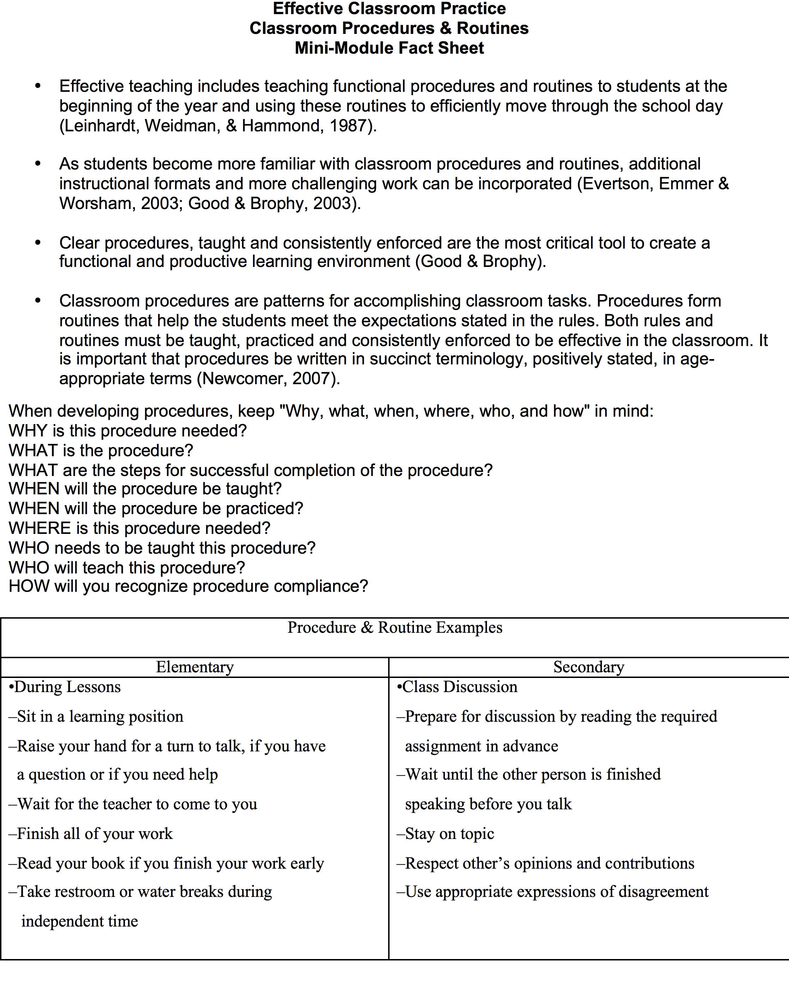 Effective Classroom Practice
Classroom Procedures & Routines
Mini-Module Fact Sheet
• Effective teaching includes teaching functional procedures and routines to students at the
beginning of the year and using these routines to efficiently move through the school day
(Leinhardt, Weidman, & Hammond, 1987).
• As students become more familiar with classroom procedures and routines, additional
instructional formats and more challenging work can be incorporated (Evertson, Emmer &
Worsham, 2003; Good & Brophy, 2003).
• Clear procedures, taught and consistently enforced are the most critical tool to create a
functional and productive learning environment (Good & Brophy).
• Classroom procedures are patterns for accomplishing classroom tasks. Procedures form
routines that help the students meet the expectations stated in the rules. Both rules and
routines must be taught, practiced and consistently enforced to be effective in the classroom. It
is important that procedures be written in succinct terminology, positively stated, in age-
appropriate terms (Newcomer, 2007).
When developing procedures, keep "Why, what, when, where, who, and how" in mind:
WHY is this procedure needed?
WHAT is the procedure?
WHAT are the steps for successful completion of the procedure?
WHEN will the procedure be taught?
WHEN will the procedure be practiced?
WHERE is this procedure needed?
WHO needs to be taught this procedure?
WHO will teach this procedure?
HOW will you recognize procedure compliance?
Procedure & Routine Examples
Elementary
•During Lessons
–Sit in a learning position
–Raise your hand for a turn to talk, if you have
a question or if you need help
–Wait for the teacher to come to you
–Finish all of your work
–Read your book if you finish your work early
–Take restroom or water breaks during
independent time
Secondary
•Class Discussion
–Prepare for discussion by reading the required
assignment in advance
–Wait until the other person is finished
speaking before you talk
–Stay on topic
–Respect other’s opinions and contributions
–Use appropriate expressions of disagreement